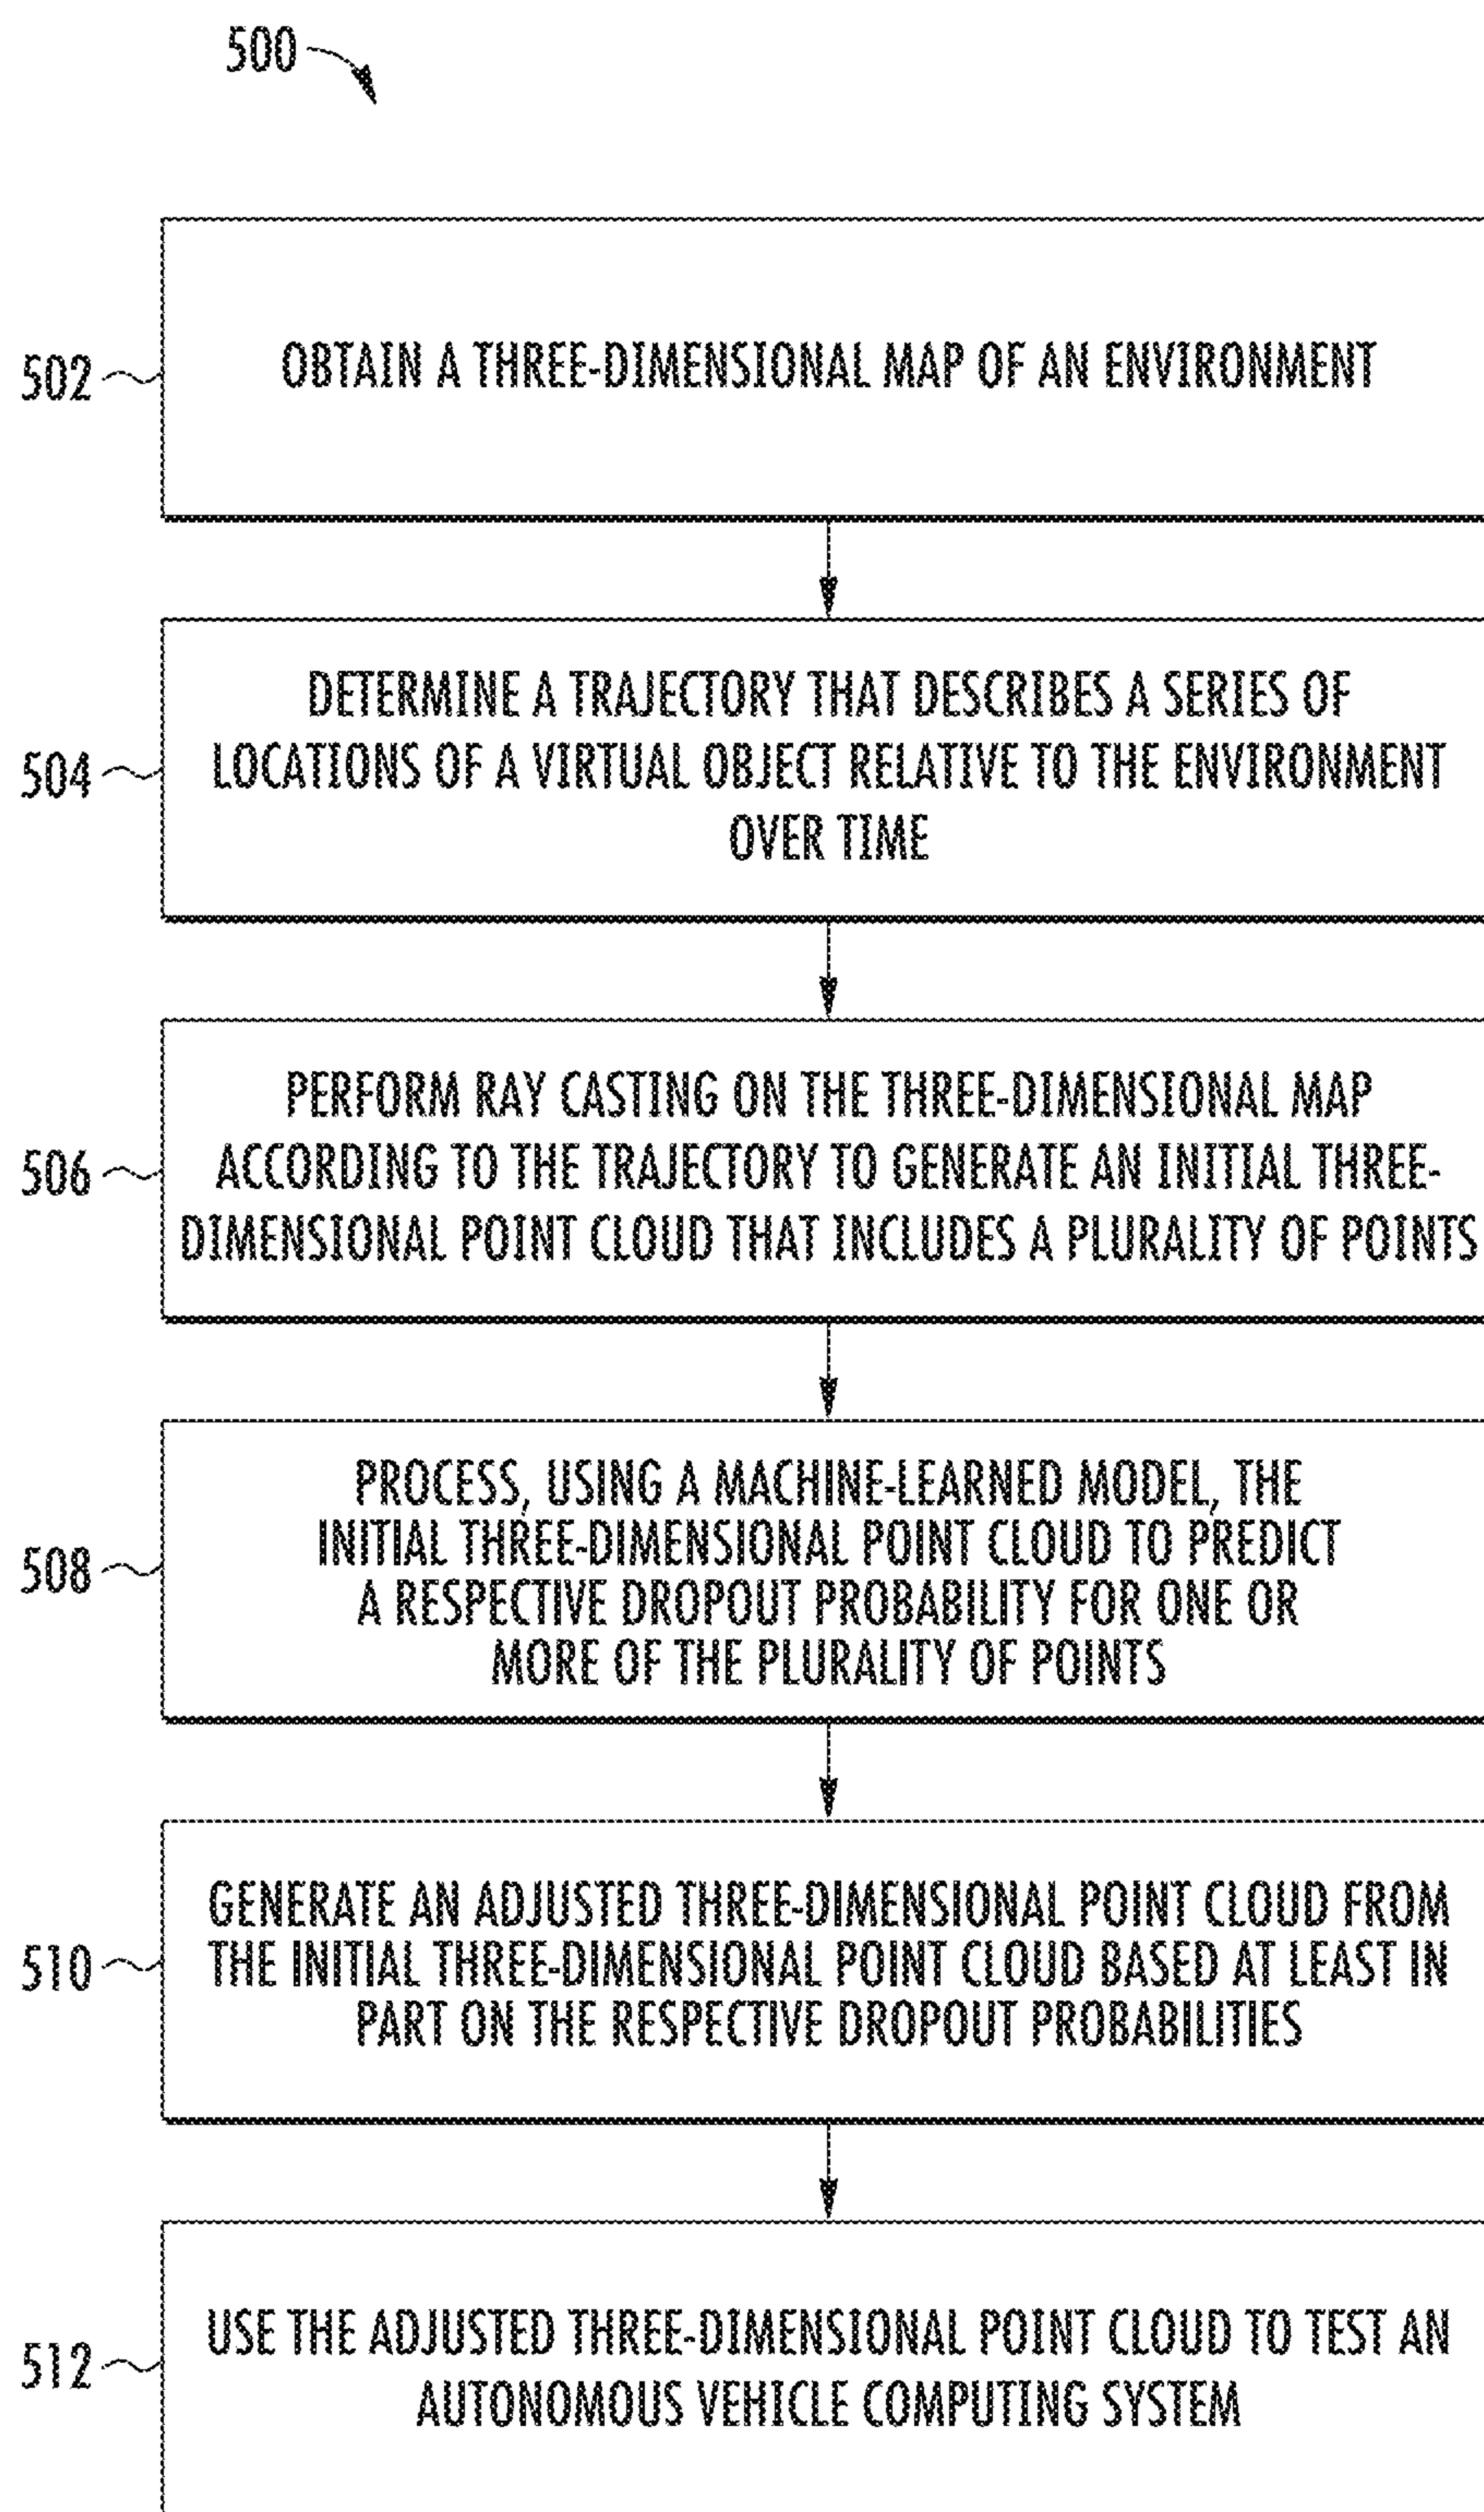 500
502
OBTAIN A THREE-DIMENSIONAL MAP OF AN ENVIRONMENT
504
DETERMINE A TRAJECTORY THAT DESCRIBES A SERIES OF
LOCATIONS OF A VIRTUAL OBJECT RELATIVE TO THE ENVIRONMENT
OVER TIME
506
PERFORM RAY CASTING ON THE THREE-DIMENSIONAL MAP
ACCORDING TO THE TRAJECTORY TO GENERATE AN INITIAL THREE-
DIMENSIONAL POINT CLOUD THAT INCLUDES A PLURALITY OF POINTS
508
PROCESS, USING A MACHINE-LEARNED MODEL, THE
INITIAL THREE-DIMENSIONAL POINT CLOUD TO PREDICT
A RESPECTIVE DROPOUT PROBABILITY FOR ONE OR
MORE OF THE PLURALITY OF POINTS
510
GENERATE AN ADJUSTED THREE-DIMENSIONAL POINT CLOUD FROM
THE INITIAL THREE-DIMENSIONAL POINT CLOUD BASED AT LEAST IN
PART ON THE RESPECTIVE DROPOUT PROBABILITIES
512
USE THE ADJUSTED THREE-DIMENSIONAL POINT CLOUD TO TEST AN
AUTONOMOUS VEHICLE COMPUTING SYSTEM